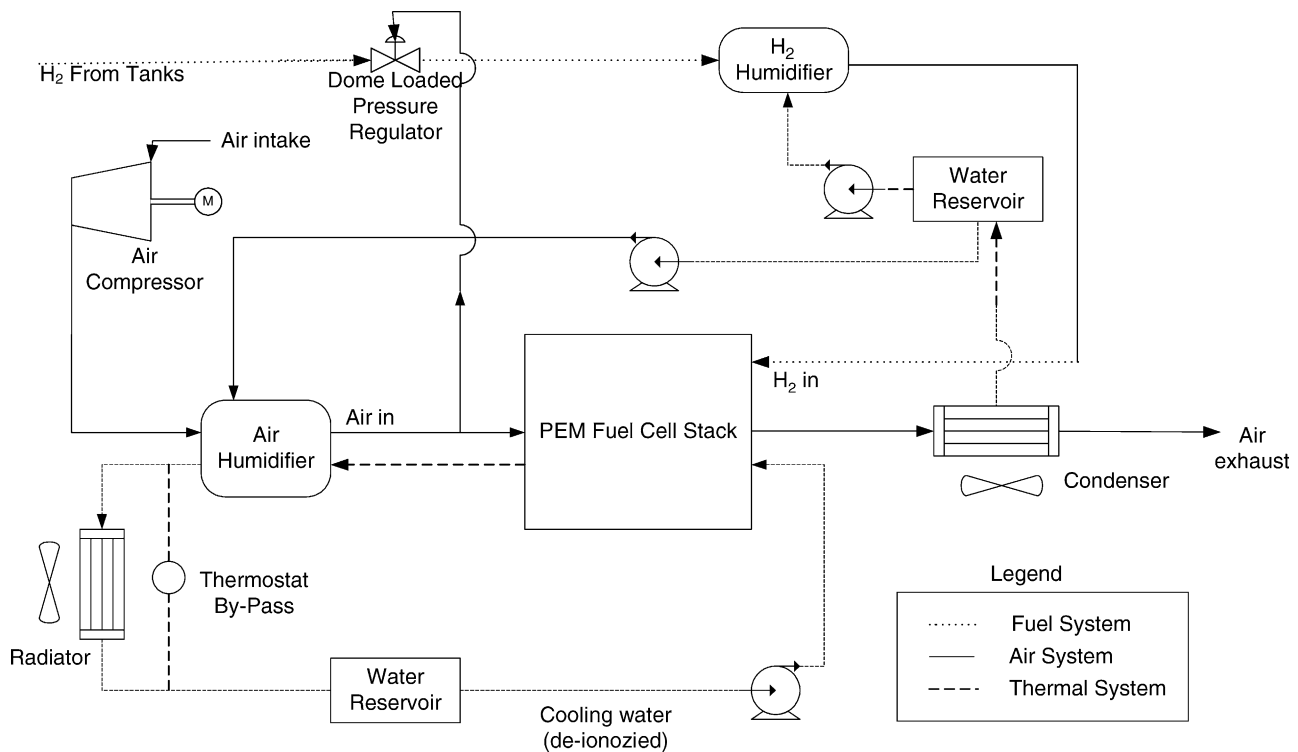 H2 From Tanks
Dome Loaded
Pressure
Regulator
H2
Humidifier
Air intake
M
Air
Compressor
Water
Reservoir
H2 in
Air in
Air
Humidifier
PEM Fuel Cell Stack
Air
exhaust
Condenser
Thermostat
By-Pass
Radiator
Water
Reservoir
Cooling water
(de-ionozied)
Legend
Fuel System
Air System
Thermal System